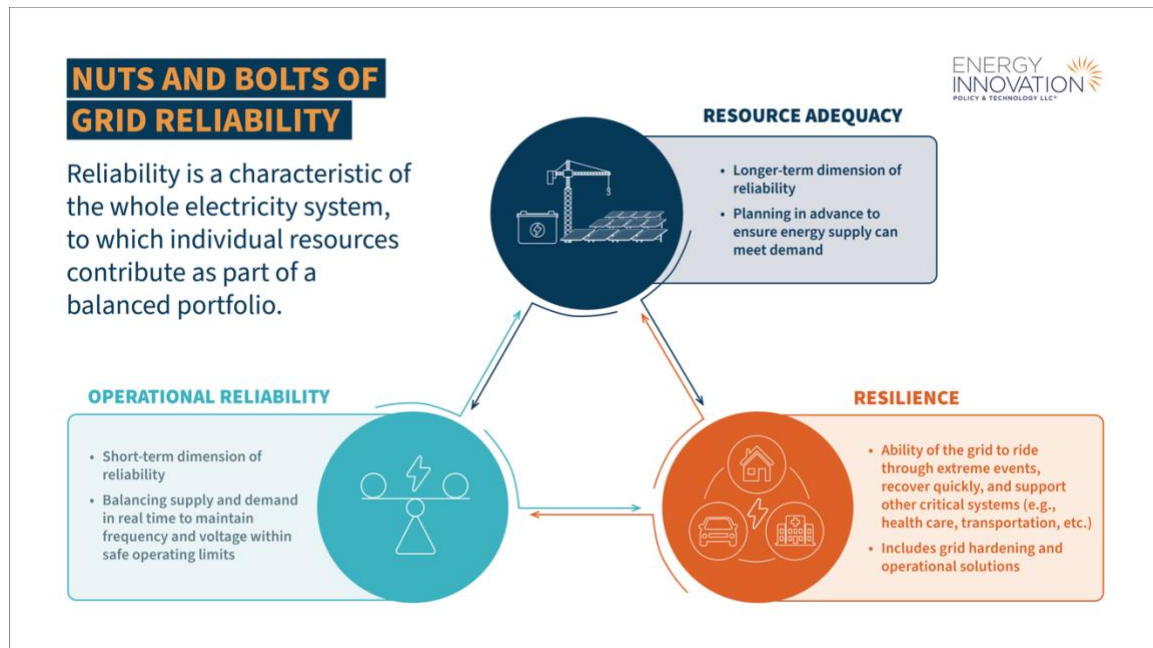 NUTS AND BOLTS OF
GRID RELIABILITY
Reliability is a characteristic of
the whole electricity system,
to which individual resources
contribute as part of a
balanced portfolio.
ENERGY
INNOVATION
POLICY & TECHNOLOGY LLC®
RESOURCE ADEQUACY
• Longer-term dimension of
reliability
• Planning in advance to
ensure energy supply can
meet demand
OPERATIONAL RELIABILITY
• Short-term dimension of
reliability
• Balancing supply and demand
in real time to maintain
frequency and voltage within
safe operating limits
RESILIENCE
• Ability of the grid to ride
through extreme events,
recover quickly, and support
other critical systems (e.g.,
health care, transportation, etc.)
• Includes grid hardening and
operational solutions